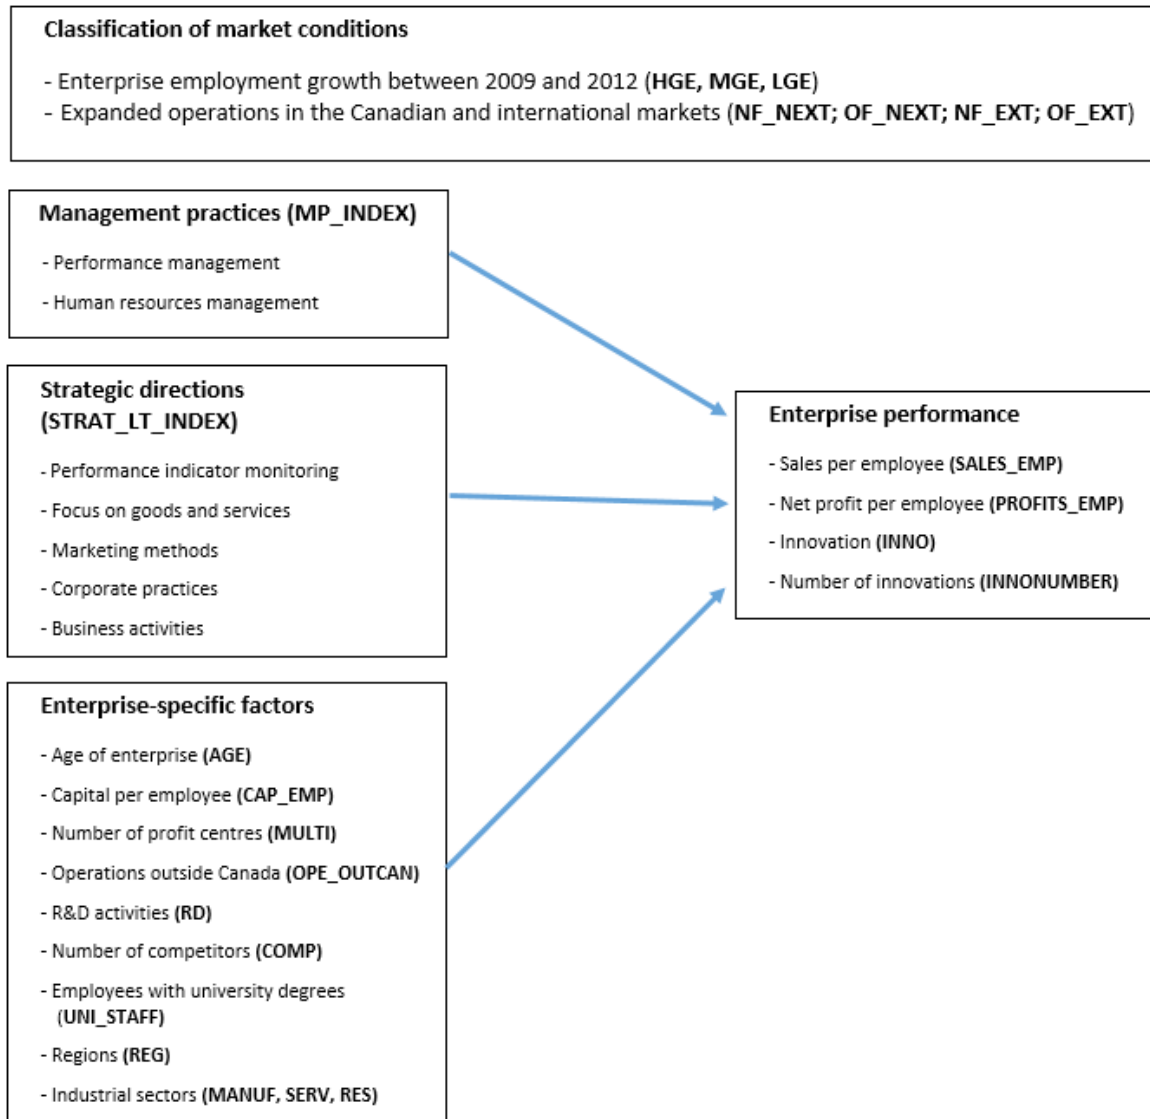 Classification of market conditions
- Enterprise employment growth between 2009 and 2012 (HGE, MGE, LGE)
- Expanded operations in the Canadian and international markets (NF_NEXT; OF_NEXT; NF_EXT; OF_EXT)
Management practices (MP_INDEX)
- Performance management
- Human resources management
Strategic directions
(STRAT_LT_INDEX)
- Performance indicator monitoring
- Focus on goods and services
- Marketing methods
- Corporate practices
- Business activities
Enterprise performance
- Sales per employee (SALES_EMP)
- Net profit per employee (PROFITS_EMP)
- Innovation (INNO)
- Number of innovations (INNONUMBER)
Enterprise-specific factors
- Age of enterprise (AGE)
- Capital per employee (CAP_EMP)
- Number of profit centres (MULTI)
- Operations outside Canada (OPE_OUTCAN)
- R&D activities (RD)
- Number of competitors (COMP)
- Employees with university degrees
(UNI_STAFF)
- Regions (REG)
- Industrial sectors (MANUF, SERV, RES)